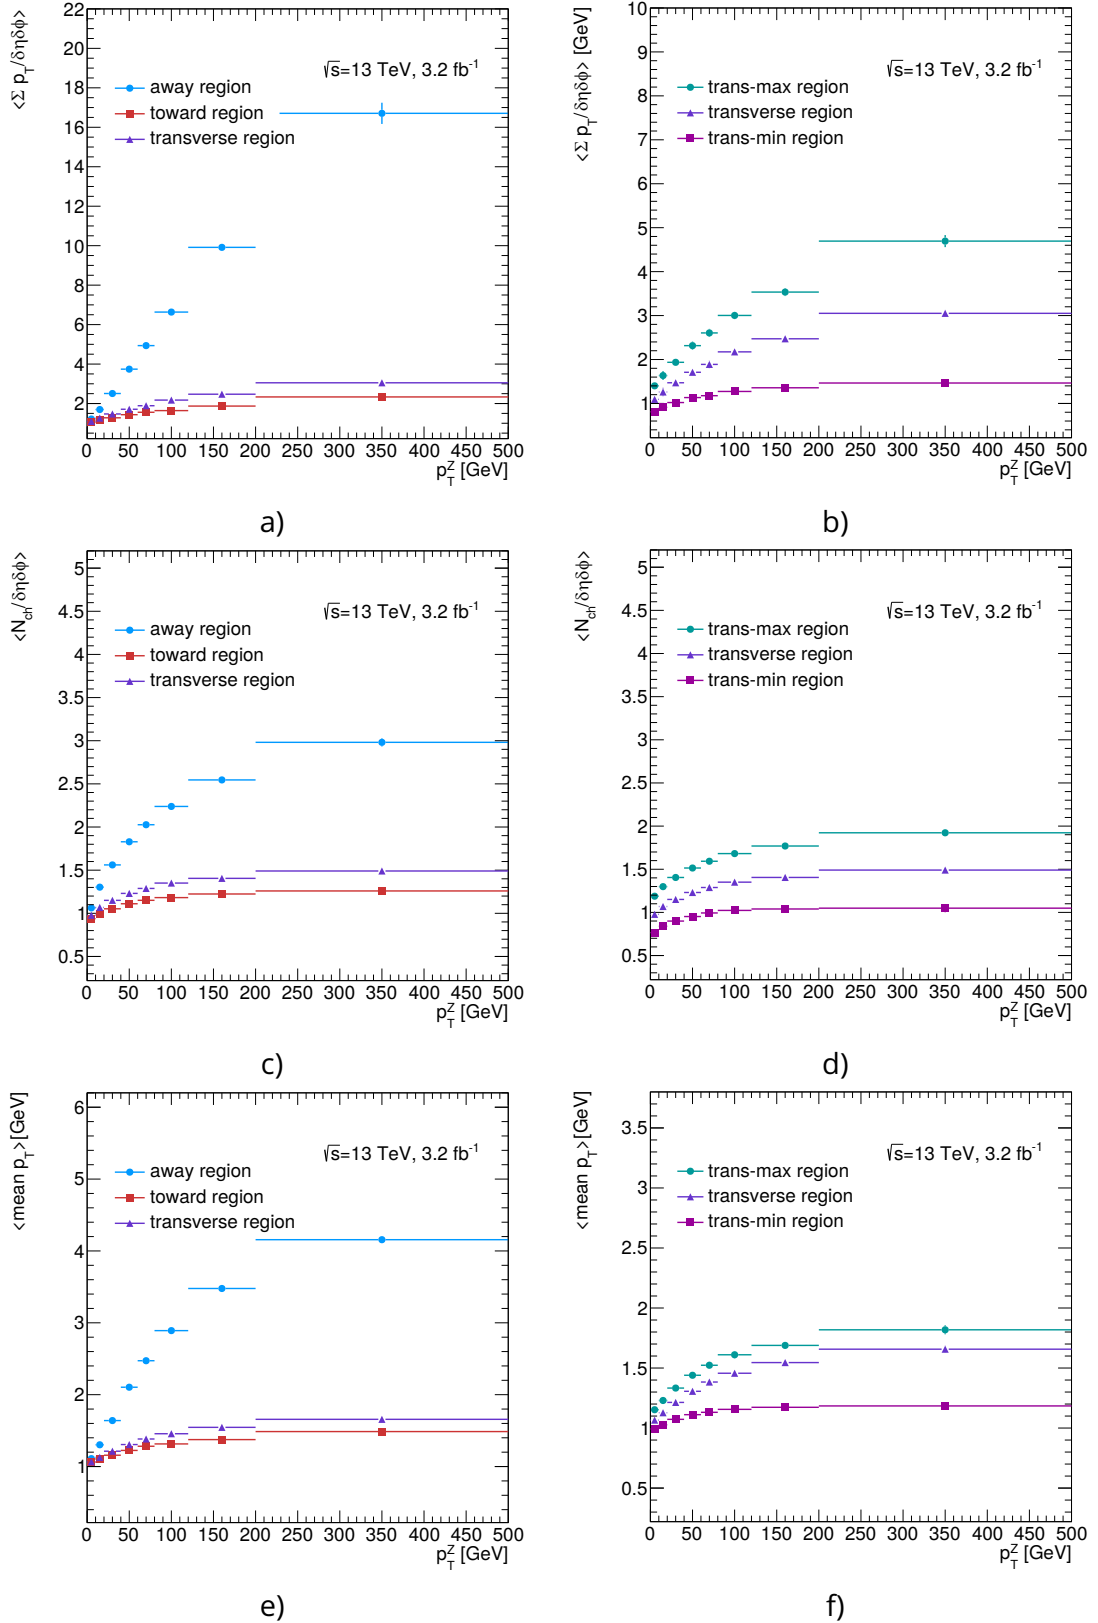 <Σ p_T/δηδφ>
22
20
18
16
14
12
10
8
6
4
2
√s=13 TeV, 3.2 fb⁻¹
away region
toward region
transverse region
0 50 100 150 200 250 300 350 400 450 500
p_T^Z [GeV]
a)
<Σ p_T/δηδφ> [GeV]
10
9
8
7
6
5
4
3
2
1
√s=13 TeV, 3.2 fb⁻¹
trans-max region
transverse region
trans-min region
0 50 100 150 200 250 300 350 400 450 500
p_T^Z [GeV]
b)
<N_ch/δηδφ>
5
4.5
4
3.5
3
2.5
2
1.5
1
0.5
√s=13 TeV, 3.2 fb⁻¹
away region
toward region
transverse region
0 50 100 150 200 250 300 350 400 450 500
p_T^Z [GeV]
c)
<N_ch/δηδφ>
5
4.5
4
3.5
3
2.5
2
1.5
1
0.5
√s=13 TeV, 3.2 fb⁻¹
trans-max region
transverse region
trans-min region
0 50 100 150 200 250 300 350 400 450 500
p_T^Z [GeV]
d)
<mean p_T>[GeV]
6
5
4
3
2
1
√s=13 TeV, 3.2 fb⁻¹
away region
toward region
transverse region
0 50 100 150 200 250 300 350 400 450 500
p_T^Z [GeV]
e)
<mean p_T>[GeV]
3.5
3
2.5
2
1.5
1
0.5
√s=13 TeV, 3.2 fb⁻¹
trans-max region
transverse region
trans-min region
0 50 100 150 200 250 300 350 400 450 500
p_T^Z [GeV]
f)